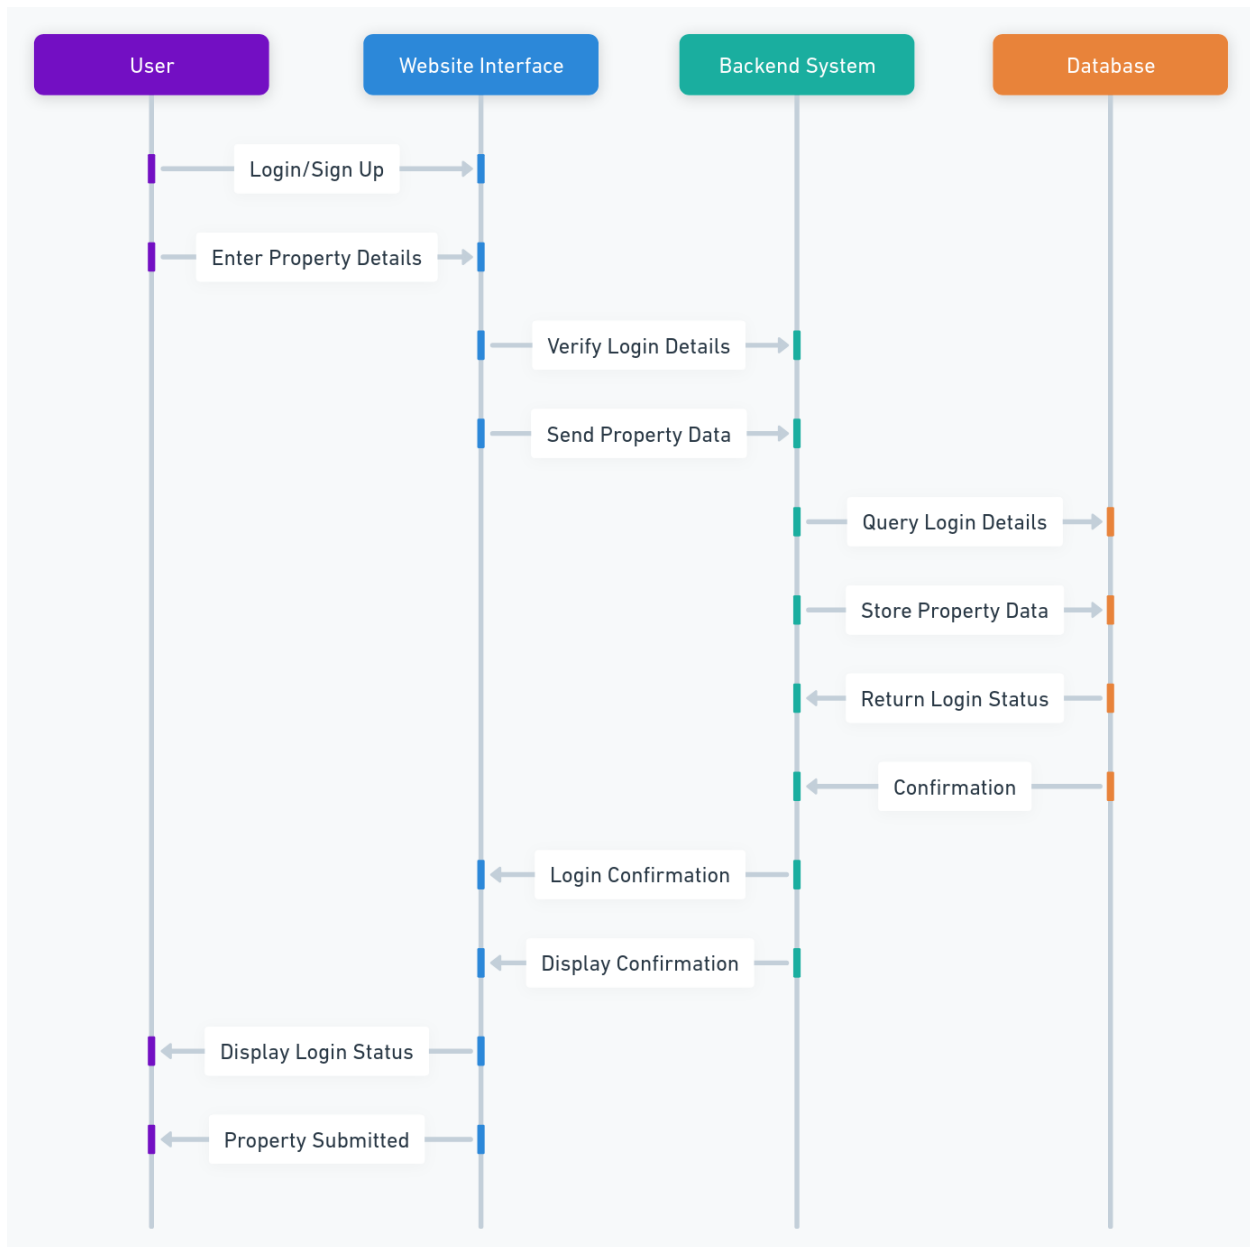 User
Website Interface
Backend System
Database
Login/Sign Up
Enter Property Details
Verify Login Details
Send Property Data
Query Login Details
Store Property Data
Return Login Status
Confirmation
Login Confirmation
Display Confirmation
Display Login Status
Property Submitted